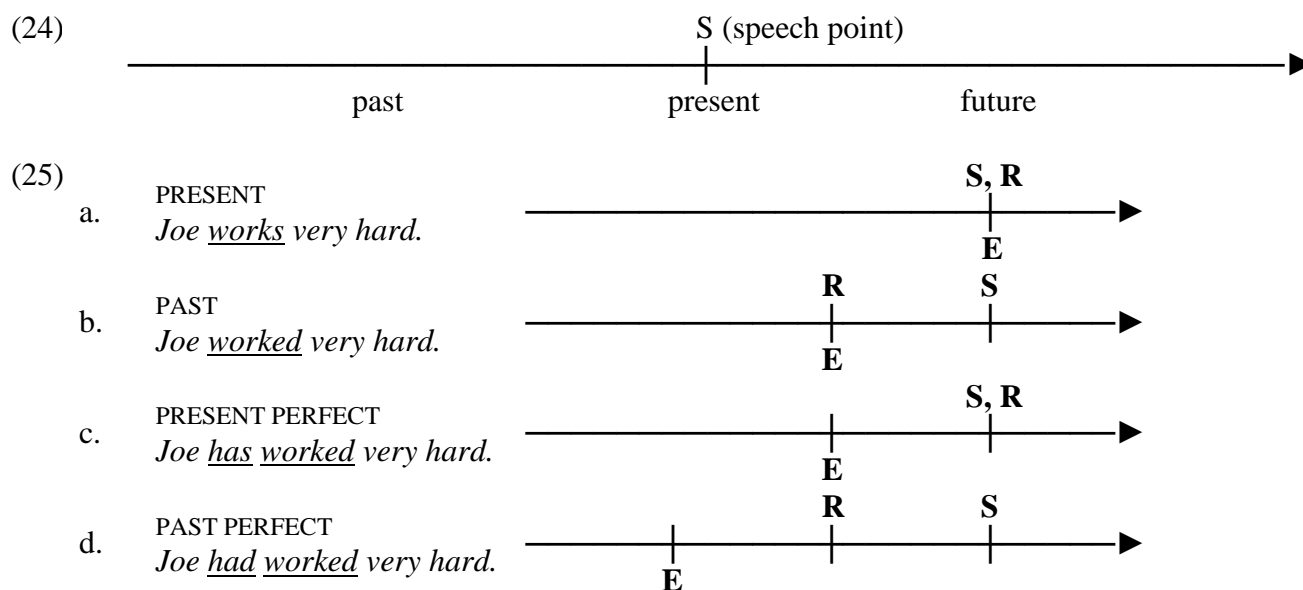 (24) S (speech point)
past present future
(25)
a. PRESENT S, R
Joe works very hard. E
b. PAST R S
Joe worked very hard. E
c. PRESENT PERFECT S, R
Joe has worked very hard. E
d. PAST PERFECT R S
Joe had worked very hard. E